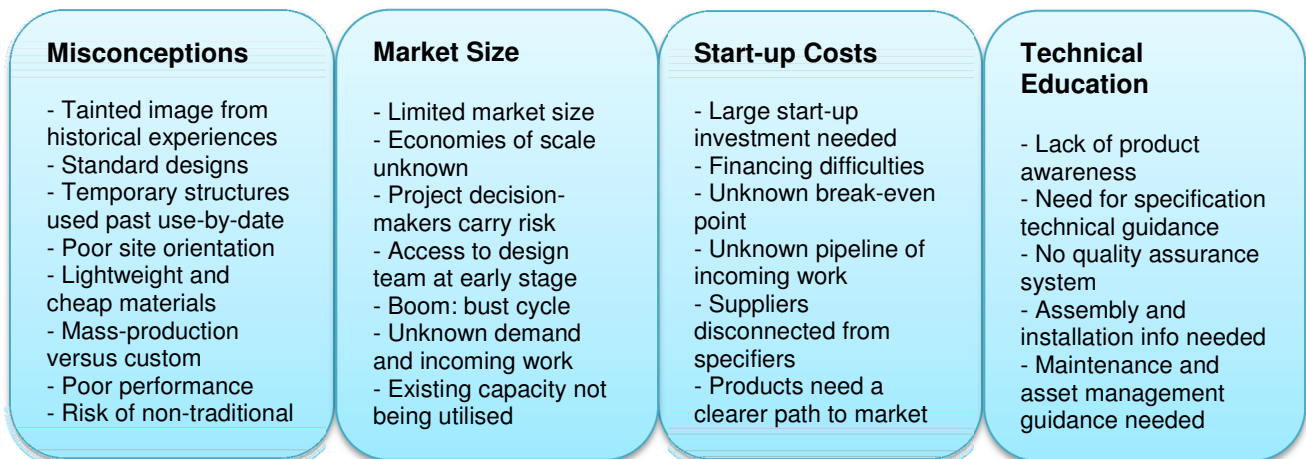 Misconceptions
- Tainted image from
historical experiences
- Standard designs
- Temporary structures
used past use-by-date
- Poor site orientation
- Lightweight and
cheap materials
- Mass-production
versus custom
- Poor performance
- Risk of non-traditional
Market Size
- Limited market size
- Economies of scale
unknown
- Project decision-
makers carry risk
- Access to design
team at early stage
- Boom: bust cycle
- Unknown demand
and incoming work
- Existing capacity not
being utilised
Start-up Costs
- Large start-up
investment needed
- Financing difficulties
- Unknown break-even
point
- Unknown pipeline of
incoming work
- Suppliers
disconnected from
specifiers
- Products need a
clearer path to market
Technical
Education
- Lack of product
awareness
- Need for specification
technical guidance
- No quality assurance
system
- Assembly and
installation info needed
- Maintenance and
asset management
guidance needed